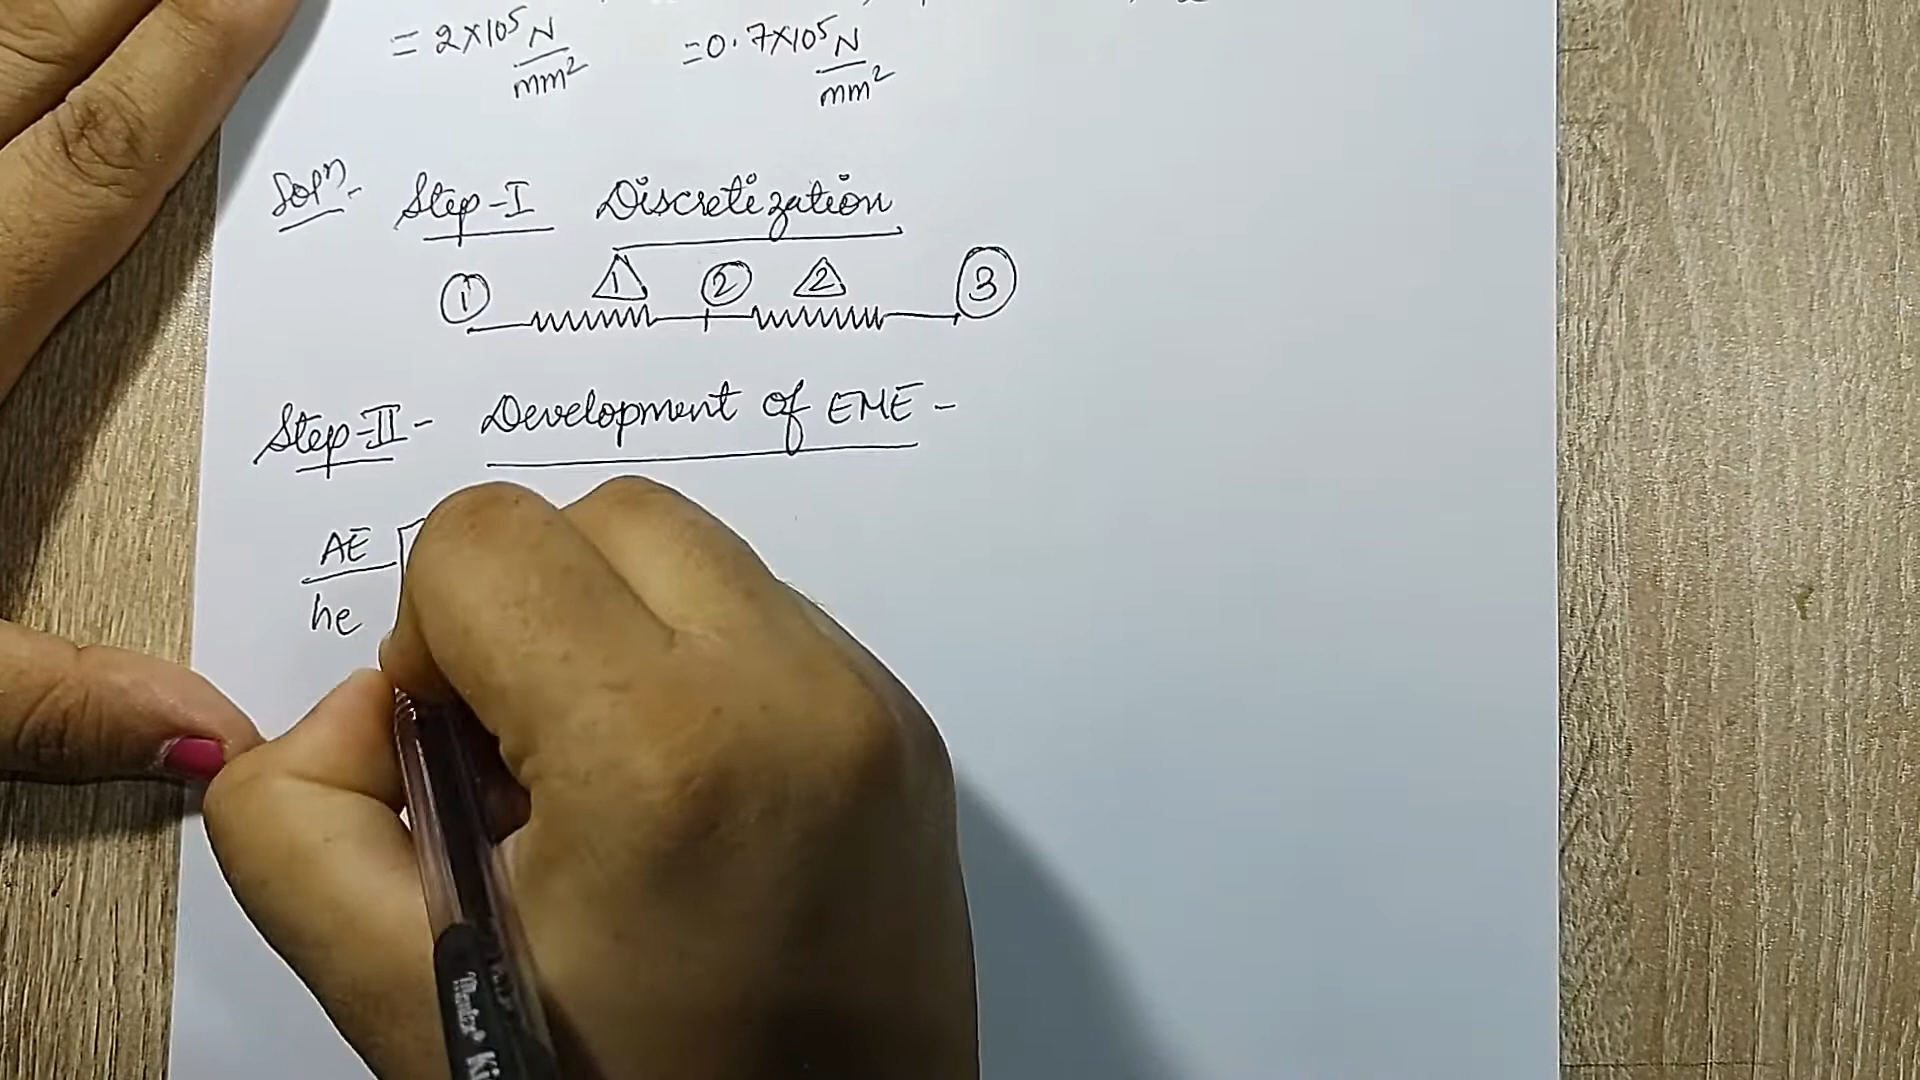 = 2×10⁵ N/mm² = 0.7×10⁵ N/mm²
Solⁿ- Step-I Discretization
1 1 2 2 3
Step-II - Development of EME -
AE/he [